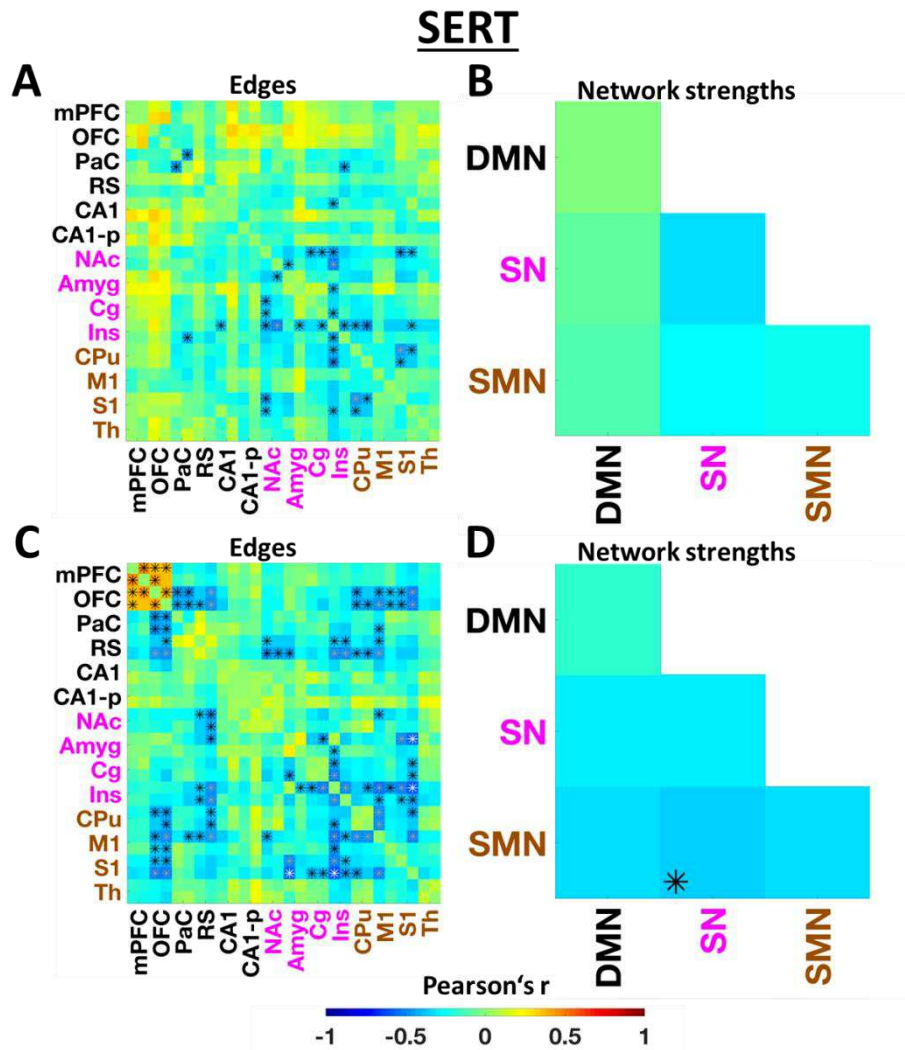 SERT
A
Edges
mPFC
OFC
PaC
RS
CA1
CA1-p
NAc
Amyg
Cg
Ins
CPu
M1
S1
Th
mPFC
OFC
PaC
RS
CA1
CA1-p
NAc
Amyg
Cg
Ins
CPu
M1
S1
Th
B
Network strengths
DMN
SN
SMN
DMN
SN
SMN
C
Edges
mPFC
OFC
PaC
RS
CA1
CA1-p
NAc
Amyg
Cg
Ins
CPu
M1
S1
Th
mPFC
OFC
PaC
RS
CA1
CA1-p
NAc
Amyg
Cg
Ins
CPu
M1
S1
Th
D
Network strengths
DMN
SN
SMN
DMN
SN
SMN
Pearson‘s r
-1 -0.5 0 0.5 1